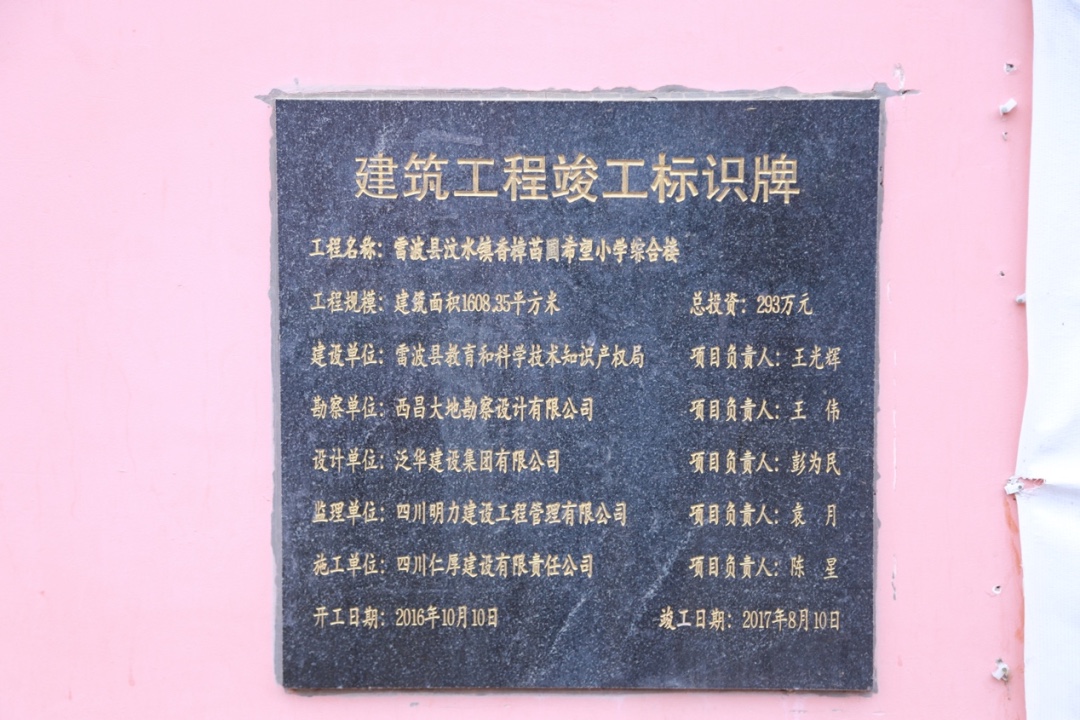 建筑工程竣工标识牌
工程名称：雷波县汶水镇香樟苗圃希望小学综合楼
工程规模：建筑面积1608.35平方米 总投资：293万元
建设单位：雷波县教育和科学技术知识产权局 项目负责人：王光辉
勘察单位：西昌大地勘察设计有限公司 项目负责人：王 伟
设计单位：泛华建设集团有限公司 项目负责人：彭为民
监理单位：四川明力建设工程管理有限公司 项目负责人：袁 月
施工单位：四川仁厚建设有限责任公司 项目负责人：陈 星
开工日期：2016年10月10日 竣工日期：2017年8月10日